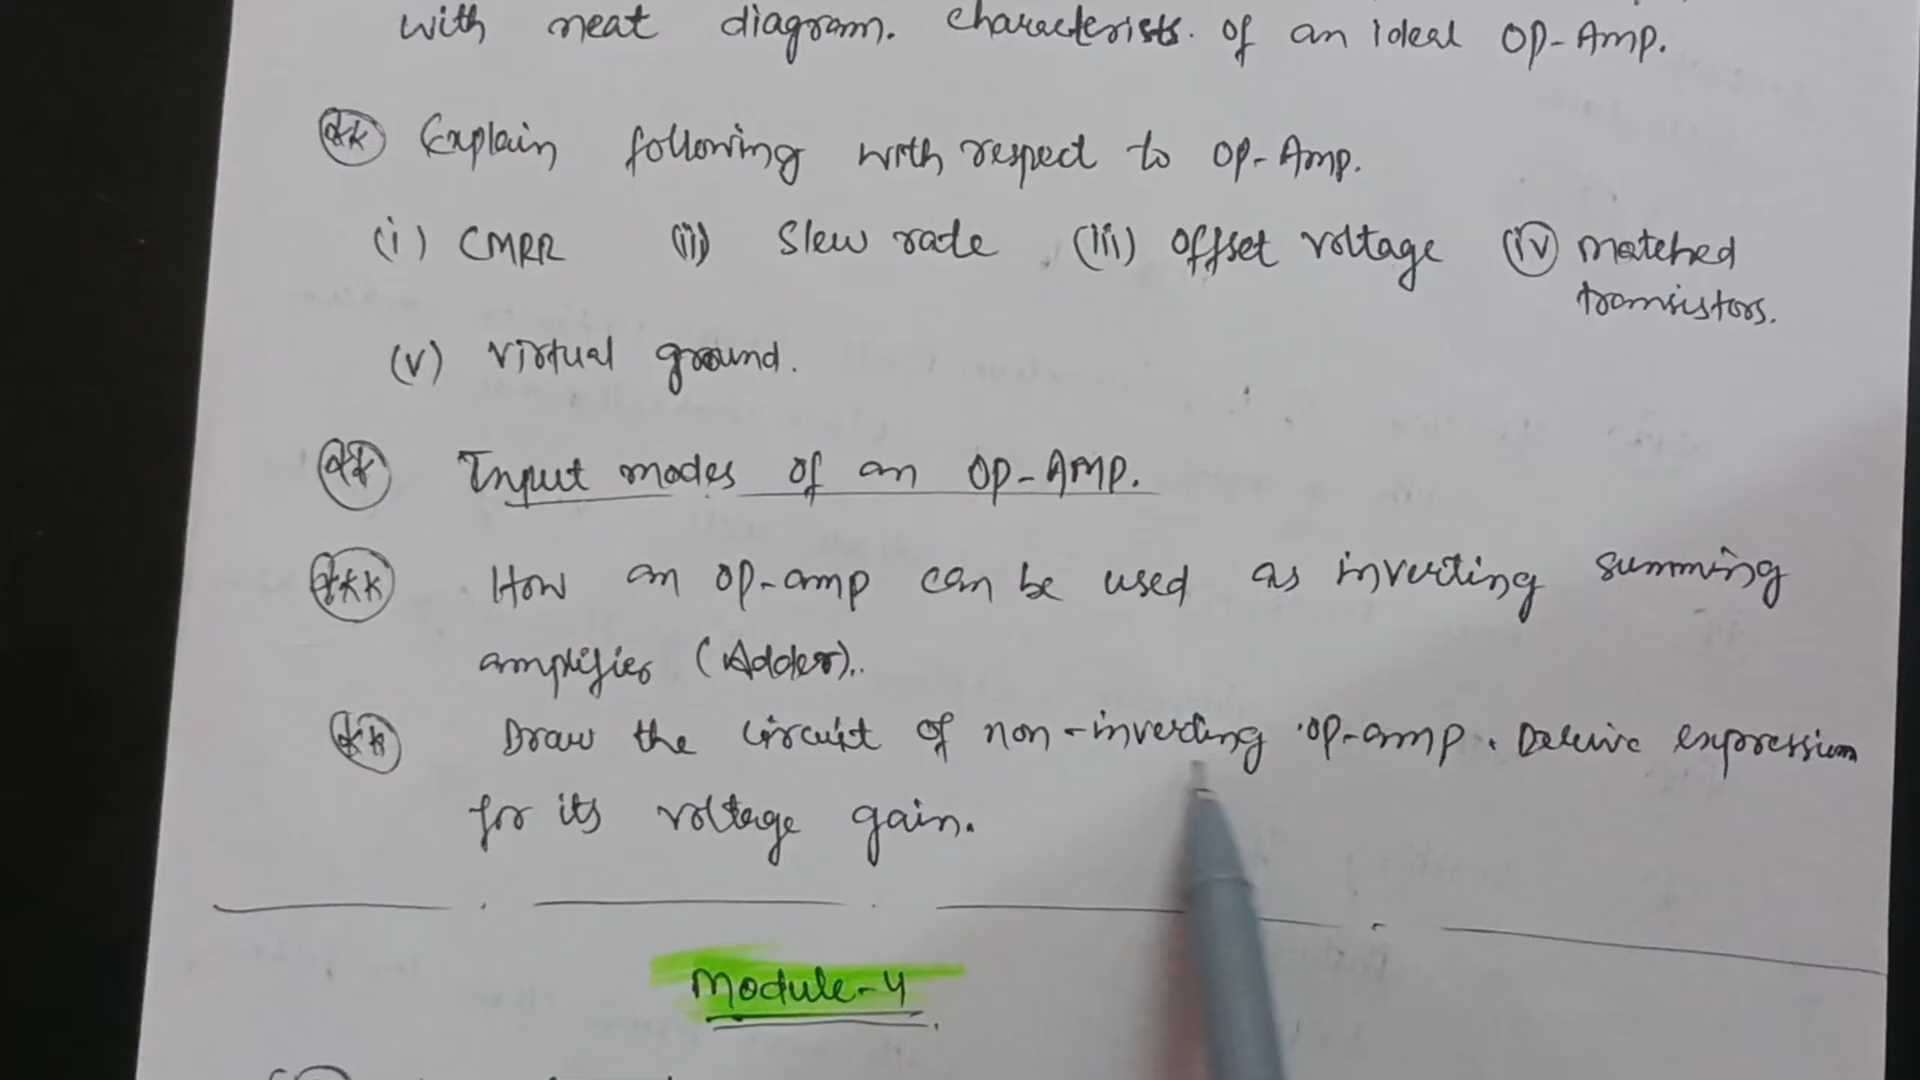 with neat diagram. Characterists. of an ideal Op-Amp.
** Explain following with respect to Op-Amp.
(i) CMRR (ii) Slew rate (iii) offset voltage (iv) matched
transistors.
(v) virtual ground.
** Input modes of an Op-AMP.
*** How an op-amp can be used as inverting summing
amplifier (Adder)..
** Draw the circuit of non-inverting op-amp. Derive expression
for its voltage gain.
Module-4